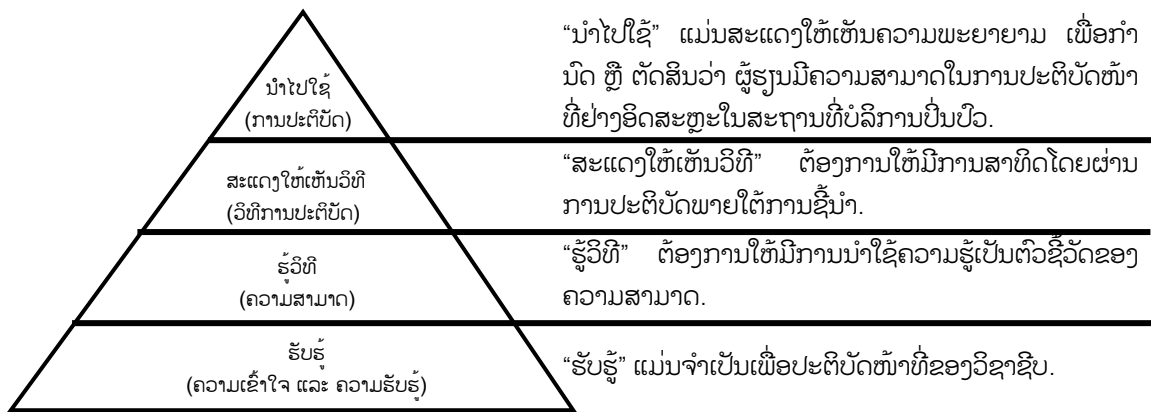 ນຳໄປໃຊ້
(ການປະຕິບັດ)
“ນຳໄປໃຊ້” ແມ່ນສະແດງໃຫ້ເຫັນຄວາມພະຍາຍາມ ເພື່ອກຳ
ນົດ ຫຼື ຕັດສິນວ່າ ຜູ້ຮຽນມີຄວາມສາມາດໃນການປະຕິບັດໜ້າ
ທີ່ຢ່າງອິດສະຫຼະໃນສະຖານທີ່ບໍລິການປິ່ນປົວ.
ສະແດງໃຫ້ເຫັນວິທີ
(ວິທີການປະຕິບັດ)
“ສະແດງໃຫ້ເຫັນວິທີ” ຕ້ອງການໃຫ້ມີການສາທິດໂດຍຜ່ານ
ການປະຕິບັດພາຍໃຕ້ການຊີ້ນຳ.
ຮູ້ວິທີ
(ຄວາມສາມາດ)
“ຮູ້ວິທີ” ຕ້ອງການໃຫ້ມີການນຳໃຊ້ຄວາມຮູ້ເປັນຕົວຊີ້ວັດຂອງ
ຄວາມສາມາດ.
ຮັບຮູ້
(ຄວາມເຂົ້າໃຈ ແລະ ຄວາມຮັບຮູ້)
“ຮັບຮູ້” ແມ່ນຈຳເປັນເພື່ອປະຕິບັດໜ້າທີ່ຂອງວິຊາຊີບ.